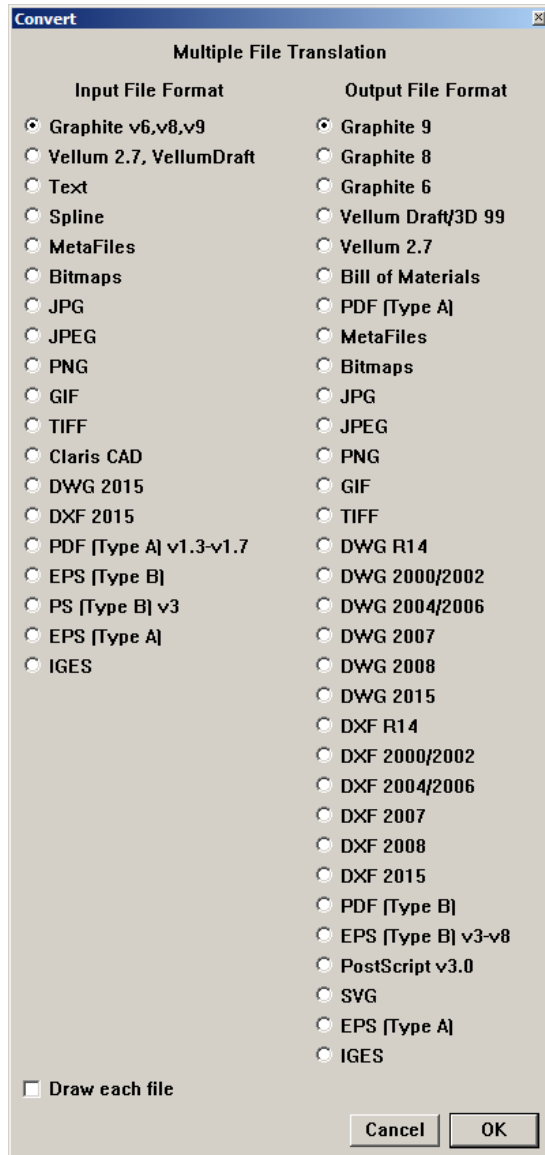 Convert
Multiple File Translation
Input File Format
Graphite v6,v8,v9
Vellum 2.7, VellumDraft
Text
Spline
MetaFiles
Bitmaps
JPG
JPEG
PNG
GIF
TIFF
Claris CAD
DWG 2015
DXF 2015
PDF (Type A) v1.3-v1.7
EPS (Type B)
PS (Type B) v3
EPS (Type A)
IGES
Output File Format
Graphite 9
Graphite 8
Graphite 6
Vellum Draft/3D 99
Vellum 2.7
Bill of Materials
PDF (Type A)
MetaFiles
Bitmaps
JPG
JPEG
PNG
GIF
TIFF
DWG R14
DWG 2000/2002
DWG 2004/2006
DWG 2007
DWG 2008
DWG 2015
DXF R14
DXF 2000/2002
DXF 2004/2006
DXF 2007
DXF 2008
DXF 2015
PDF (Type B)
EPS (Type B) v3-v8
PostScript v3.0
SVG
EPS (Type A)
IGES
Draw each file
Cancel
OK